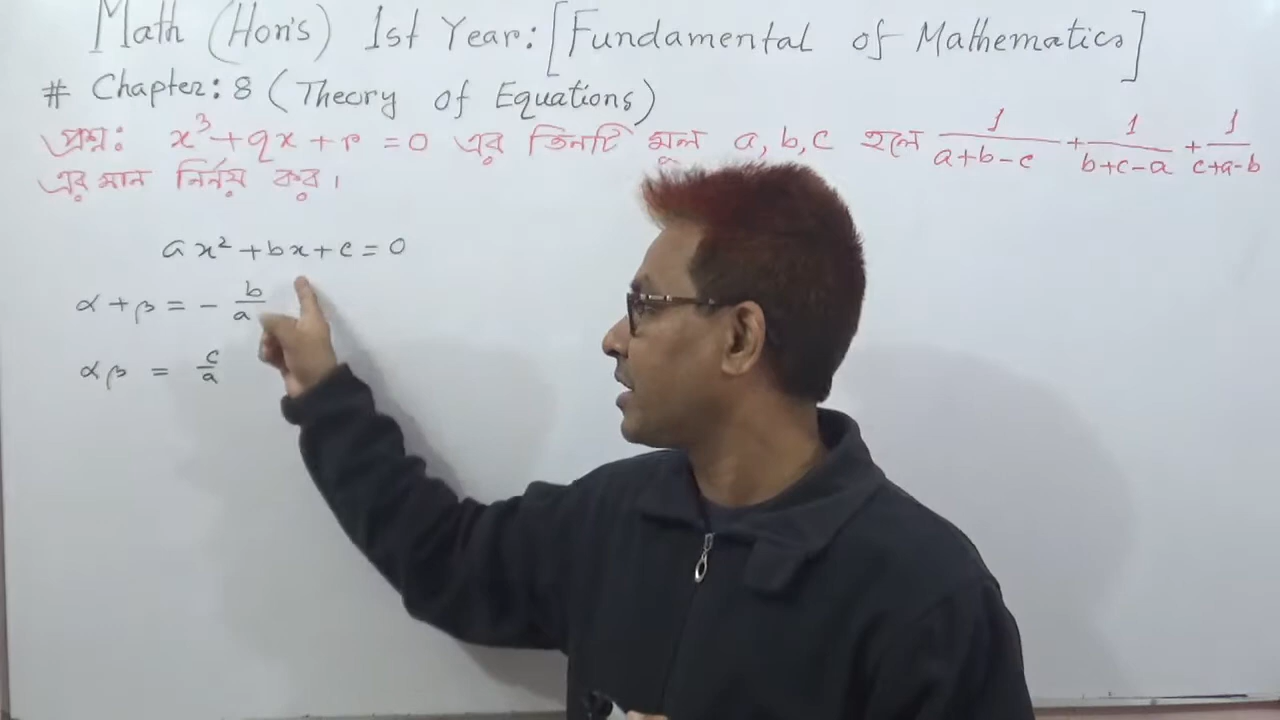 Math (Hon's) 1st Year: [Fundamental of Mathematics]
# Chapter: 8 (Theory of Equations)
প্রশ্ন: x³+qx+r=0 এর তিনটি মূল a, b, c হলে 1/(a+b-c) + 1/(b+c-a) + 1/(c+a-b)
এর মান নির্নয় কর।
ax²+bx+c=0
α+β = - b/a
αβ = c/a